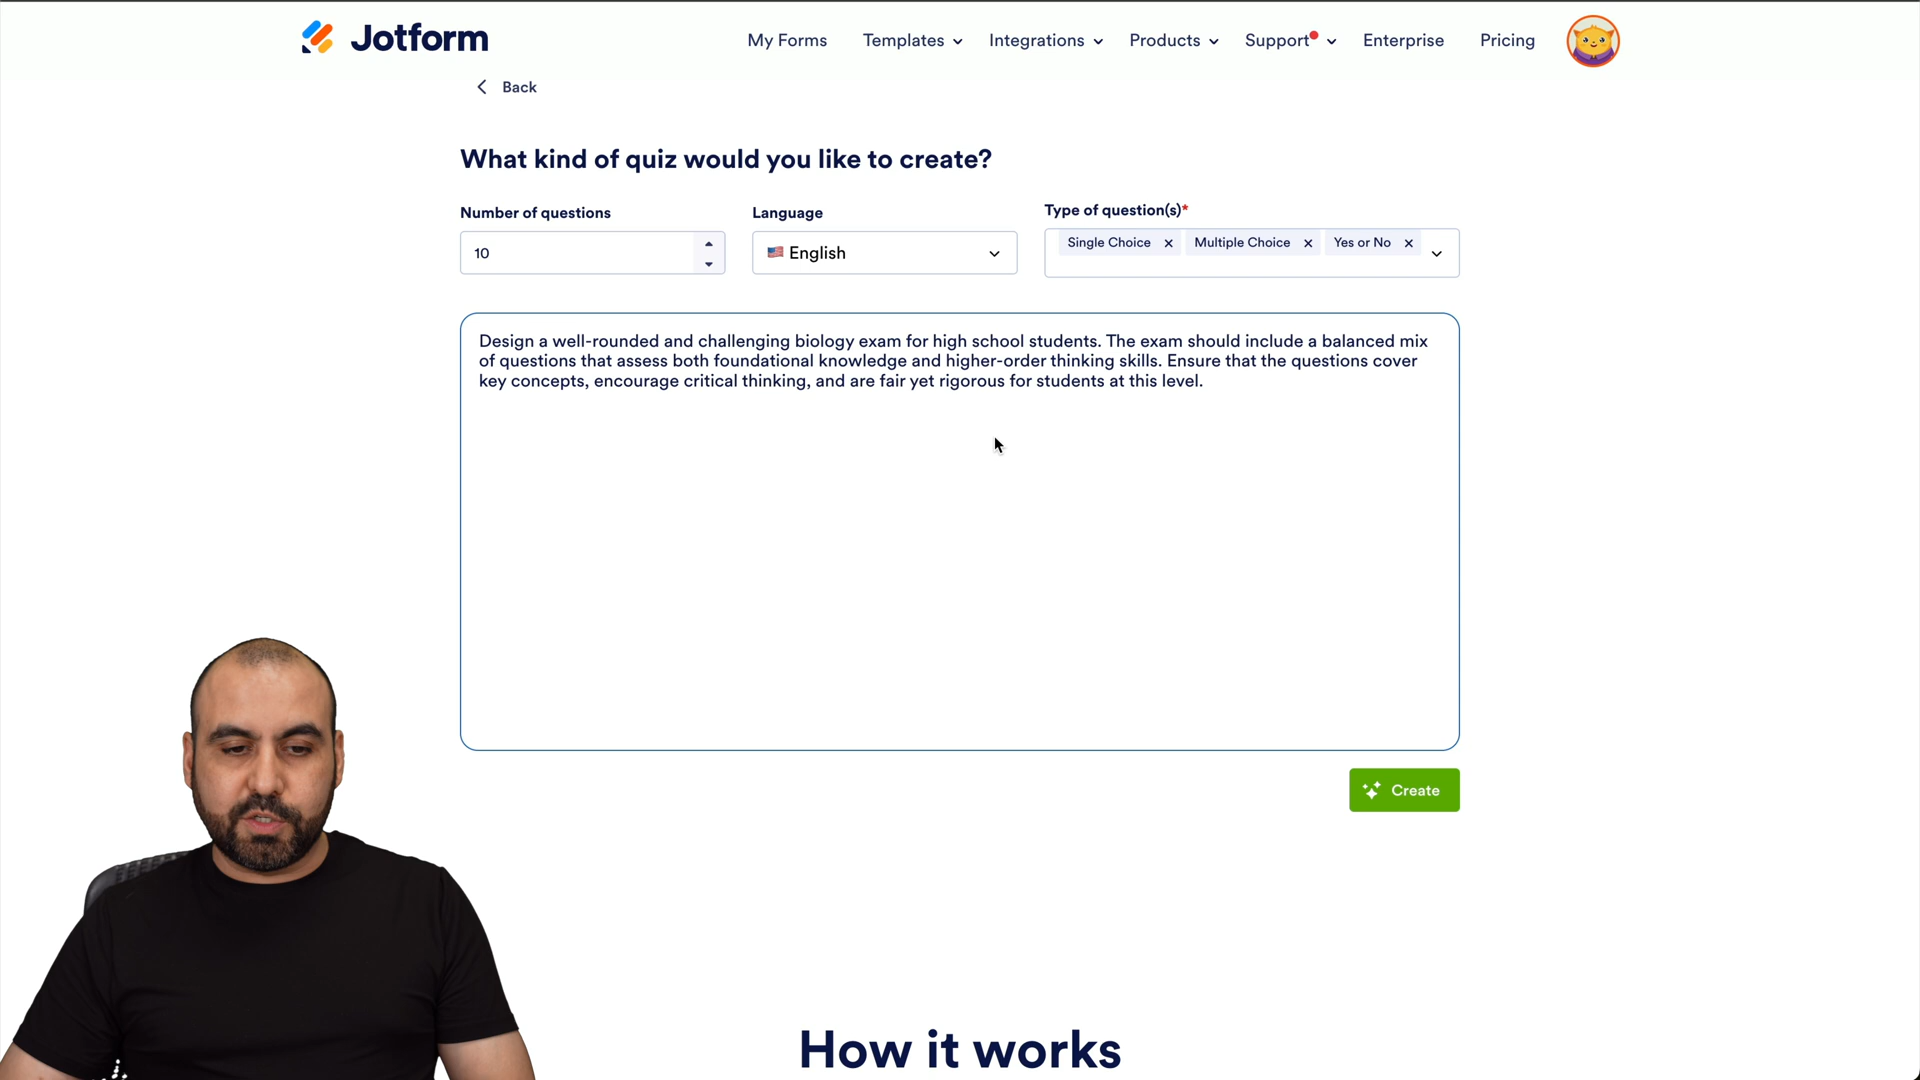 Jotform
My Forms Templates Integrations Products Support Enterprise Pricing
Back
What kind of quiz would you like to create?
Number of questions Language Type of question(s)*
10 English Single Choice × Multiple Choice × Yes or No ×
Design a well-rounded and challenging biology exam for high school students. The exam should include a balanced mix
of questions that assess both foundational knowledge and higher-order thinking skills. Ensure that the questions cover
key concepts, encourage critical thinking, and are fair yet rigorous for students at this level.
Create
How it works